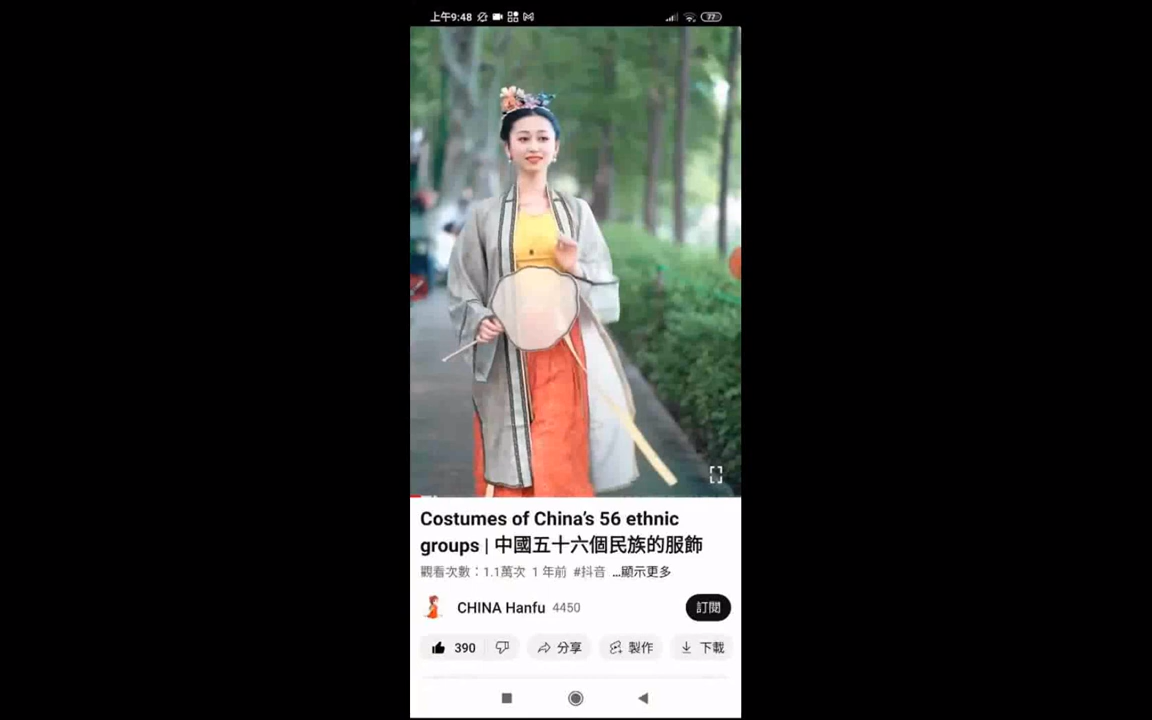 上午9:48
77
Costumes of China’s 56 ethnic
groups | 中國五十六個民族的服飾
觀看次數：1.1萬次 1 年前 #抖音 ...顯示更多
CHINA Hanfu 4450
訂閱
390 分享 製作 下載